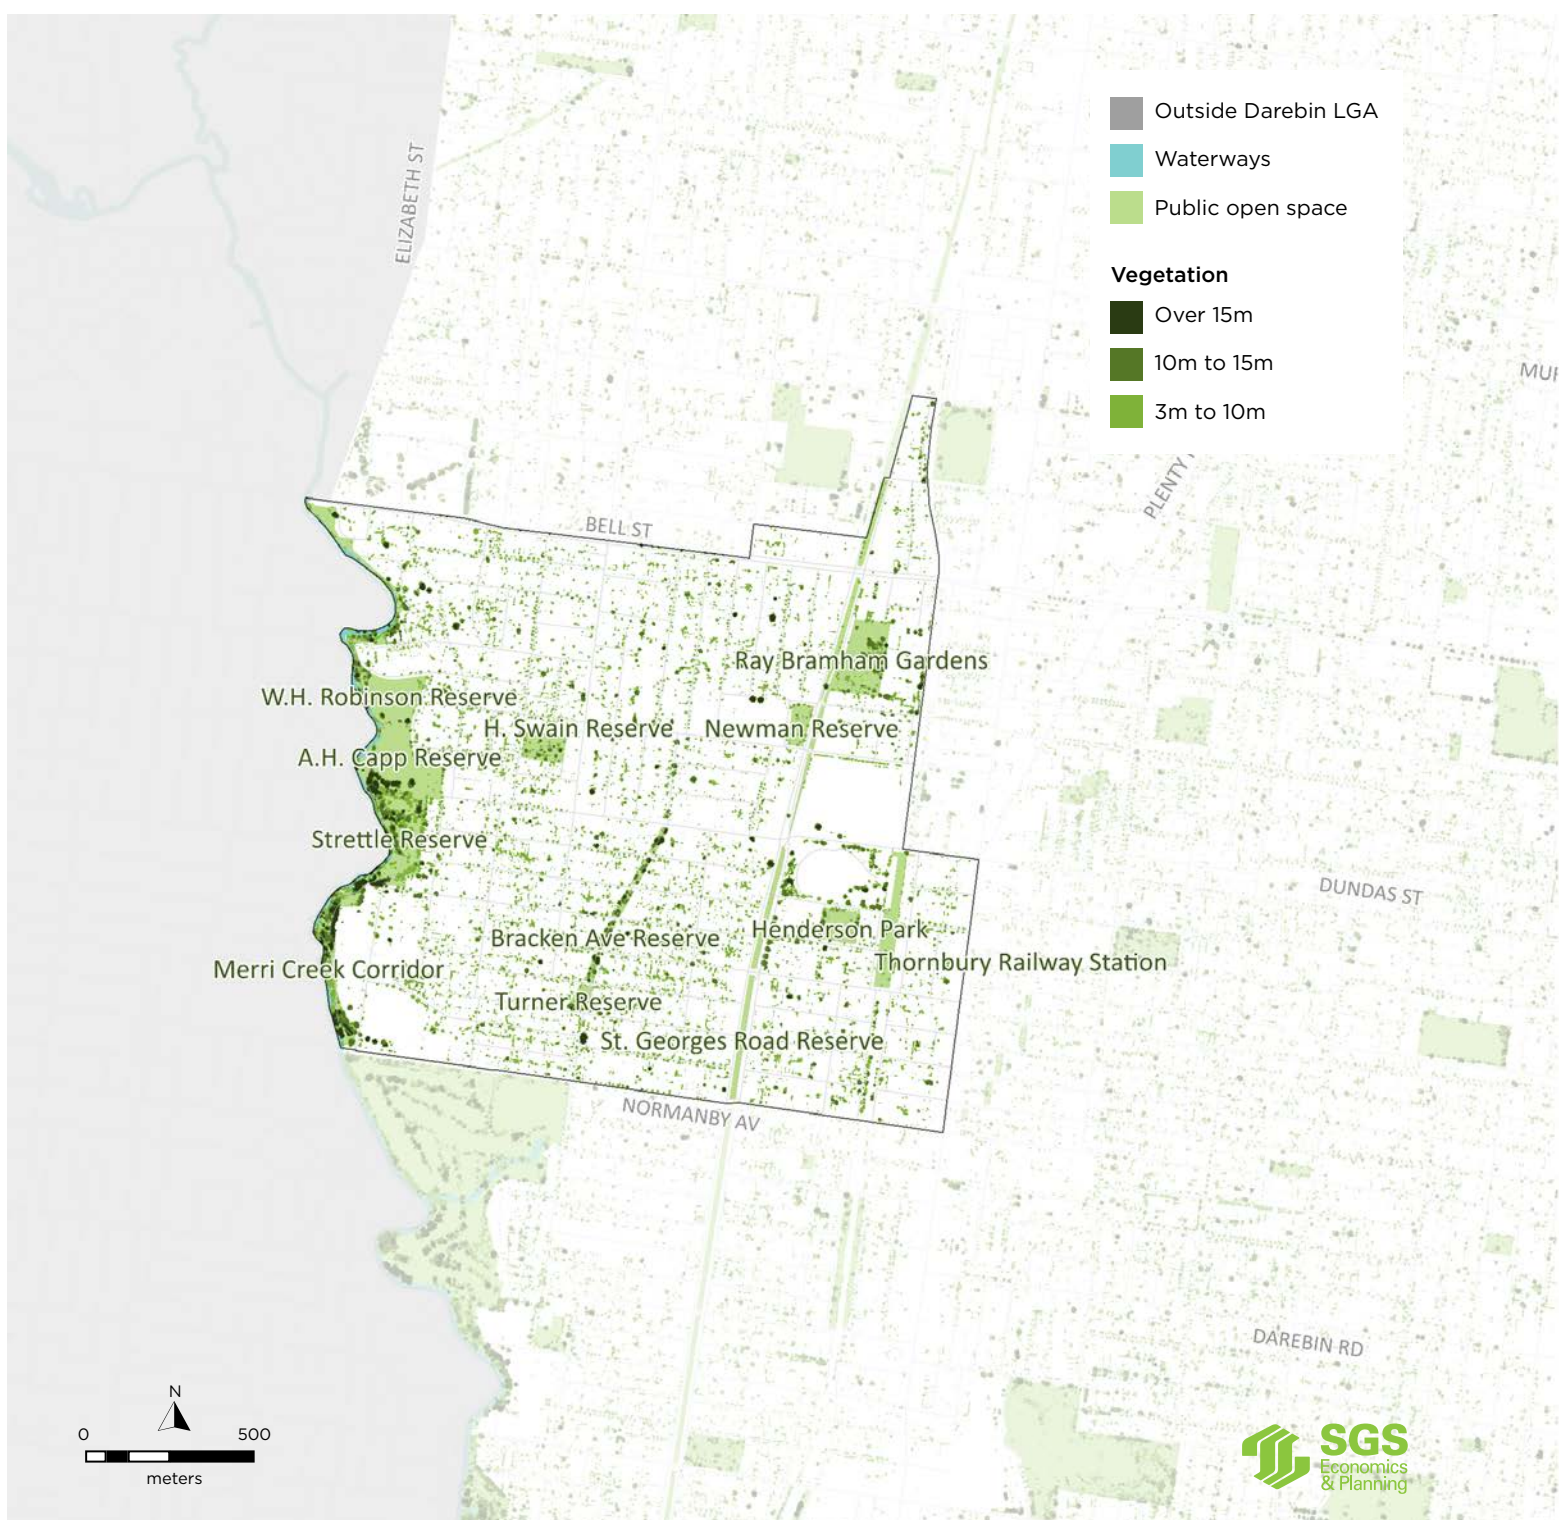 Outside Darebin LGA
Waterways
Public open space
Vegetation
Over 15m
10m to 15m
3m to 10m
ELIZABETH ST
PLENTY
BELL ST
Ray Bramham Gardens
W.H. Robinson Reserve
H. Swain Reserve
Newman Reserve
A.H. Capp Reserve
Strettle Reserve
DUNDAS ST
Bracken Ave Reserve
Henderson Park
Merri Creek Corridor
Thornbury Railway Station
Turner Reserve
St. Georges Road Reserve
NORMANBY AV
DAREBIN RD
N
0 500
meters
SGS
Economics
& Planning